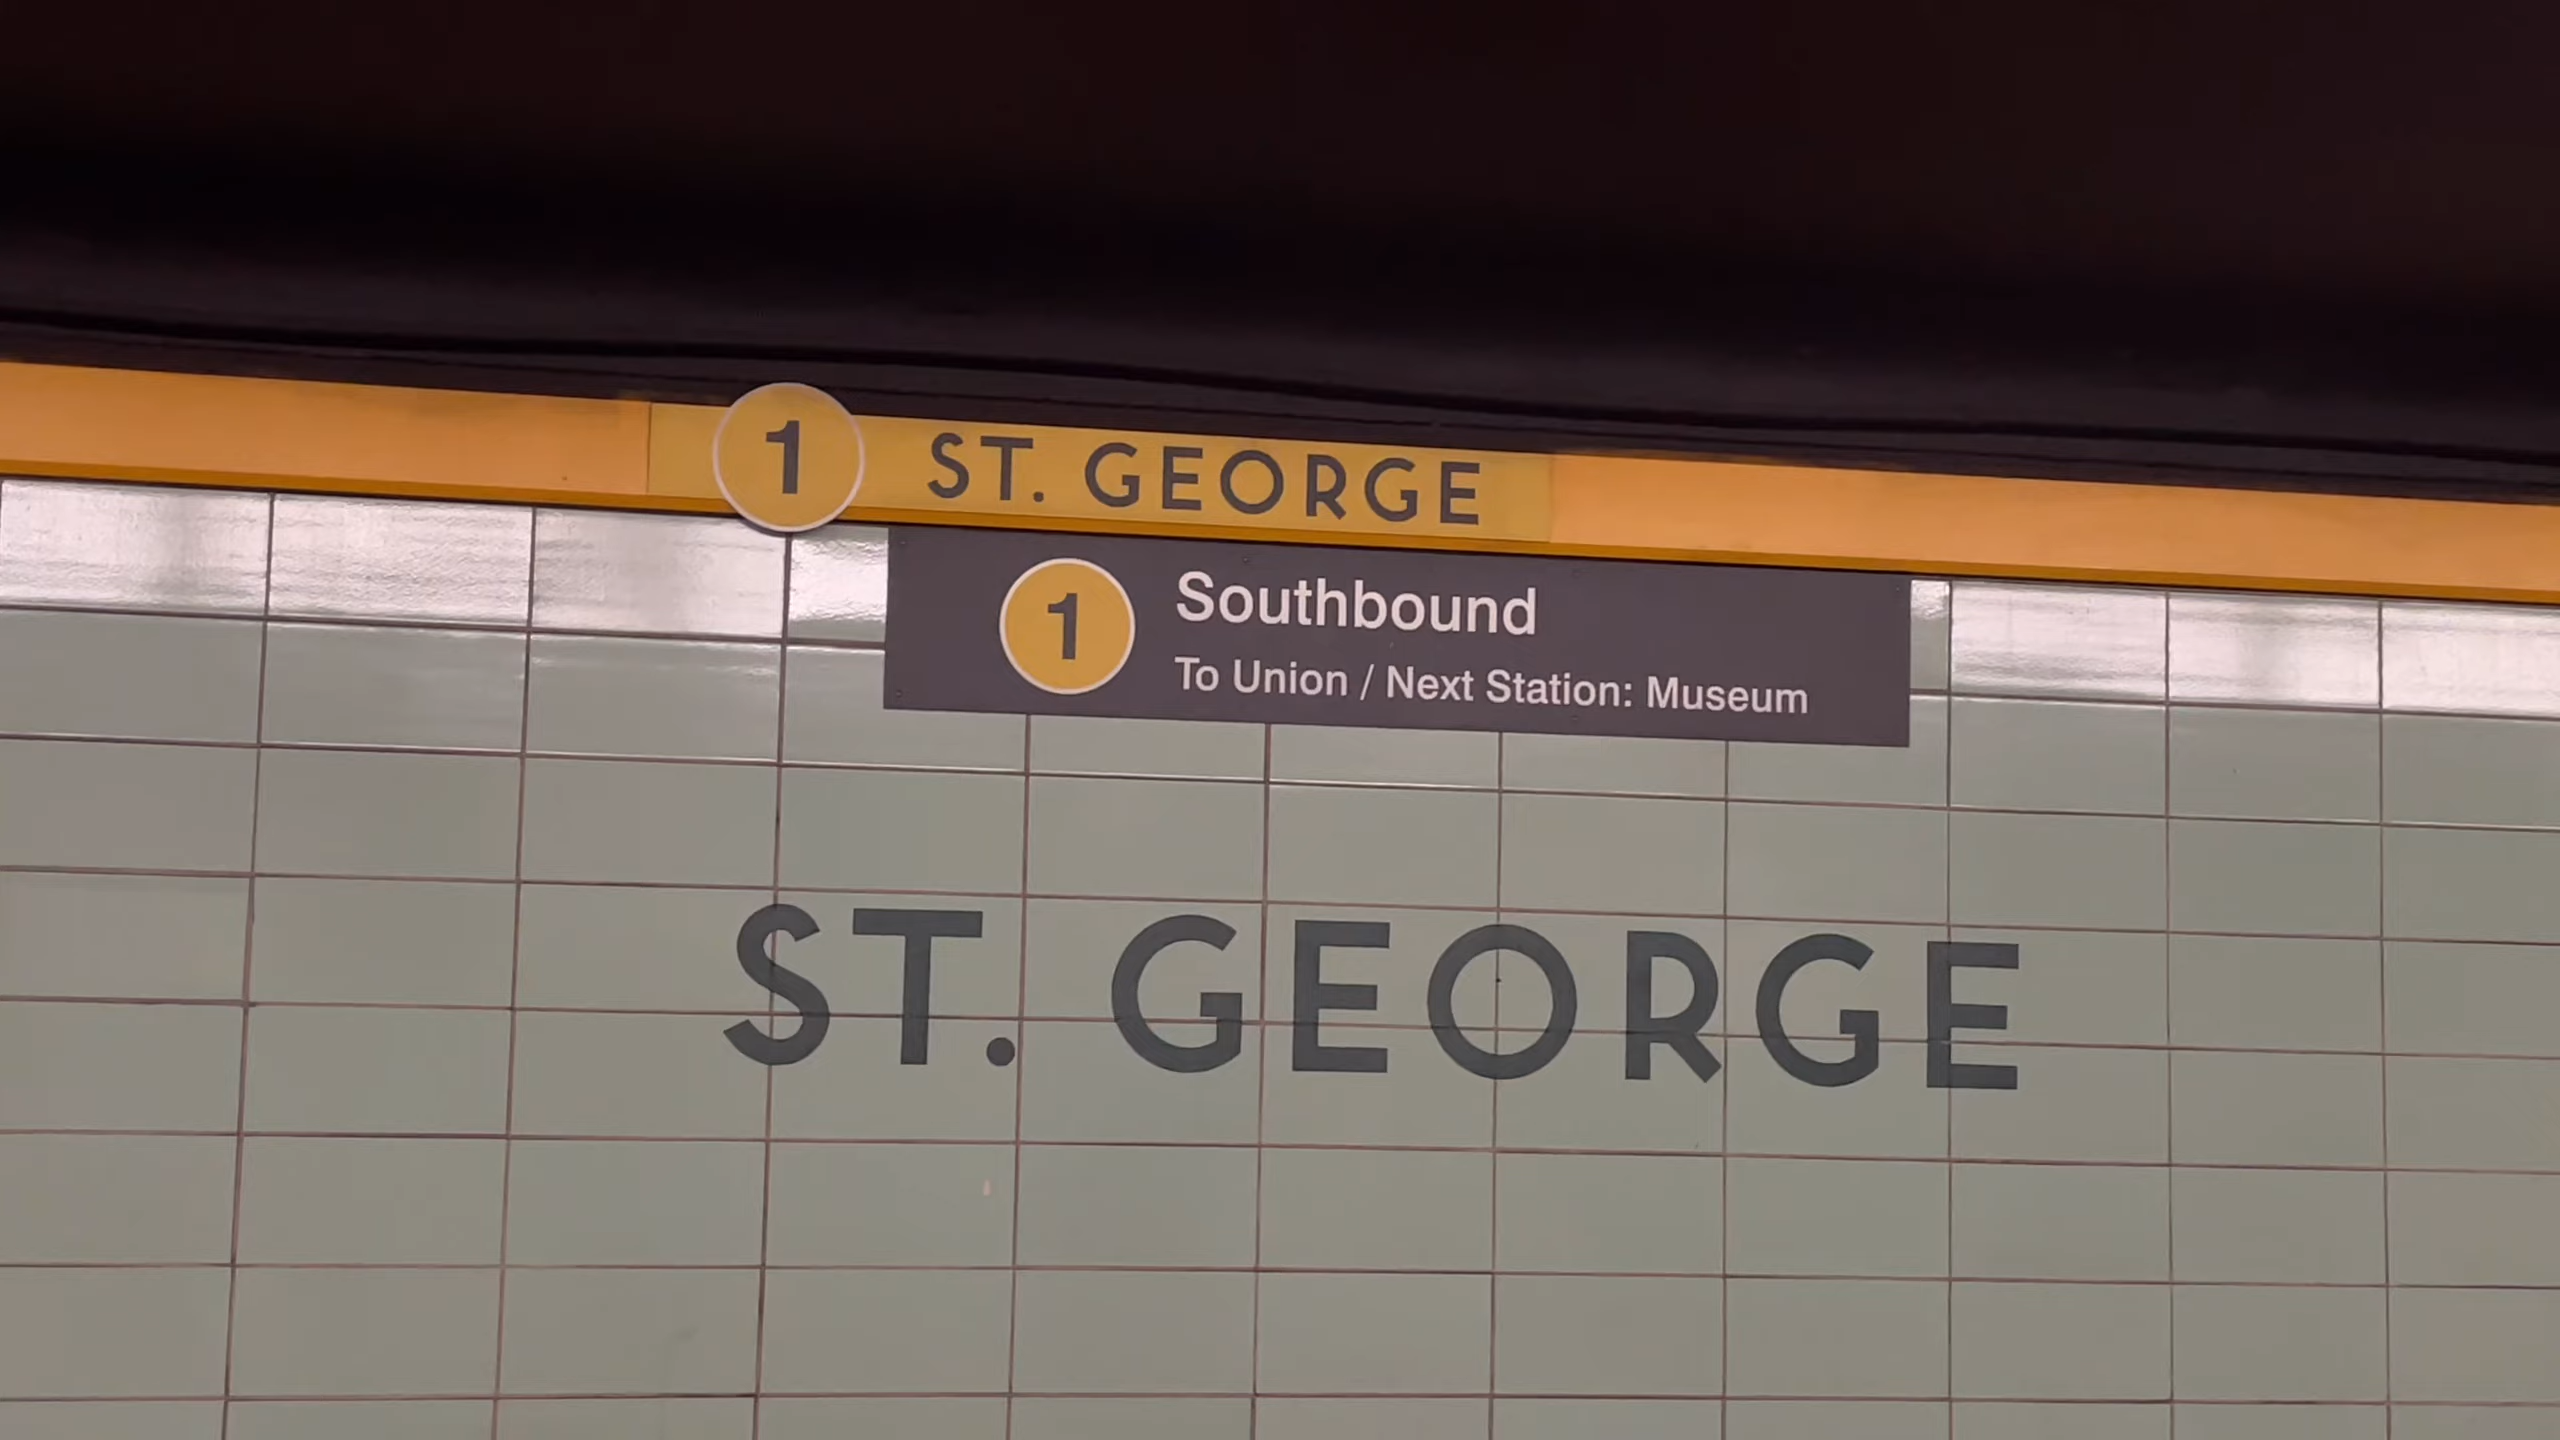 1 ST. GEORGE
1 Southbound
To Union / Next Station: Museum
ST. GEORGE